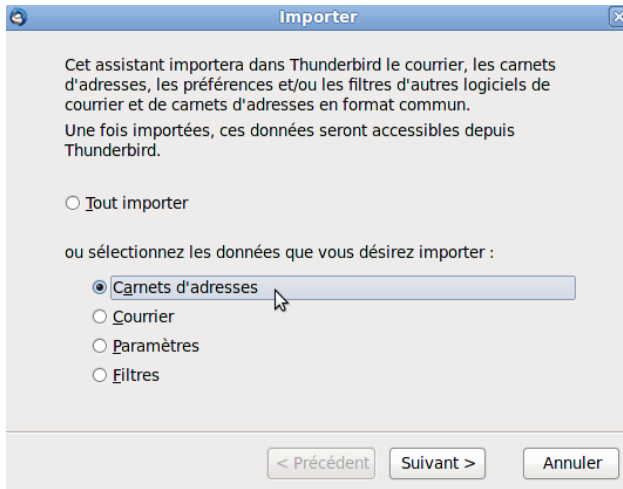 Importer
Cet assistant importera dans Thunderbird le courrier, les carnets
d'adresses, les préférences et/ou les filtres d'autres logiciels de
courrier et de carnets d'adresses en format commun.
Une fois importées, ces données seront accessibles depuis
Thunderbird.
Tout importer
ou sélectionnez les données que vous désirez importer :
Carnets d'adresses
Courrier
Paramètres
Filtres
< Précédent Suivant > Annuler